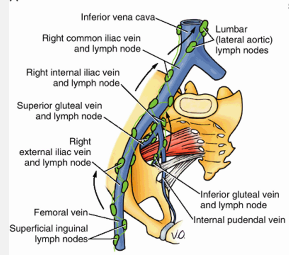 Inferior vena cava
Lumbar
(lateral aortic)
lymph nodes
Right common iliac vein
and lymph node
Right internal iliac vein
and lymph node
Superior gluteal vein
and lymph node
Right
external iliac vein
and lymph node
Inferior gluteal vein
and lymph node
Internal pudendal vein
Femoral vein
Superficial inguinal
lymph nodes
V.O.